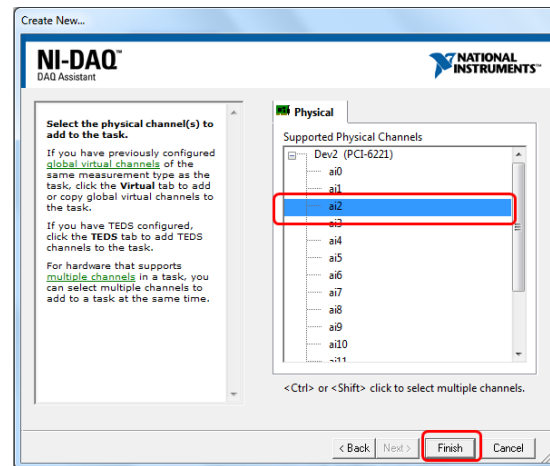 Create New...
NI-DAQ™
DAQ Assistant
NATIONAL
INSTRUMENTS™
Select the physical channel(s) to
add to the task.
If you have previously configured
global virtual channels of the
same measurement type as the
task, click the Virtual tab to add
or copy global virtual channels to
the task.
If you have TEDS configured,
click the TEDS tab to add TEDS
channels to the task.
For hardware that supports
multiple channels in a task, you
can select multiple channels to
add to a task at the same time.
Physical
Supported Physical Channels
Dev2 (PCI-6221)
ai0
ai1
ai2
ai3
ai4
ai5
ai6
ai7
ai8
ai9
ai10
ai11
<Ctrl> or <Shift> click to select multiple channels.
< Back Next > Finish Cancel